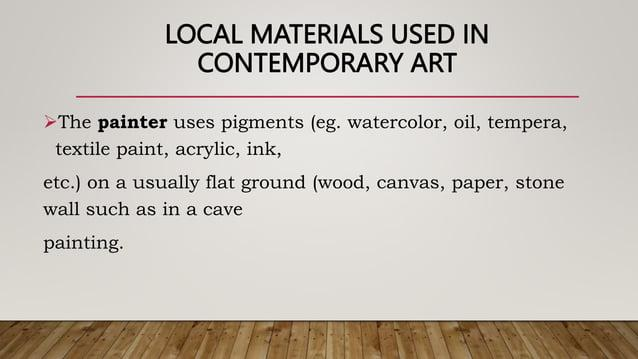 LOCAL MATERIALS USED IN
CONTEMPORARY ART
➢The painter uses pigments (eg. watercolor, oil, tempera,
textile paint, acrylic, ink,
etc.) on a usually flat ground (wood, canvas, paper, stone
wall such as in a cave
painting.